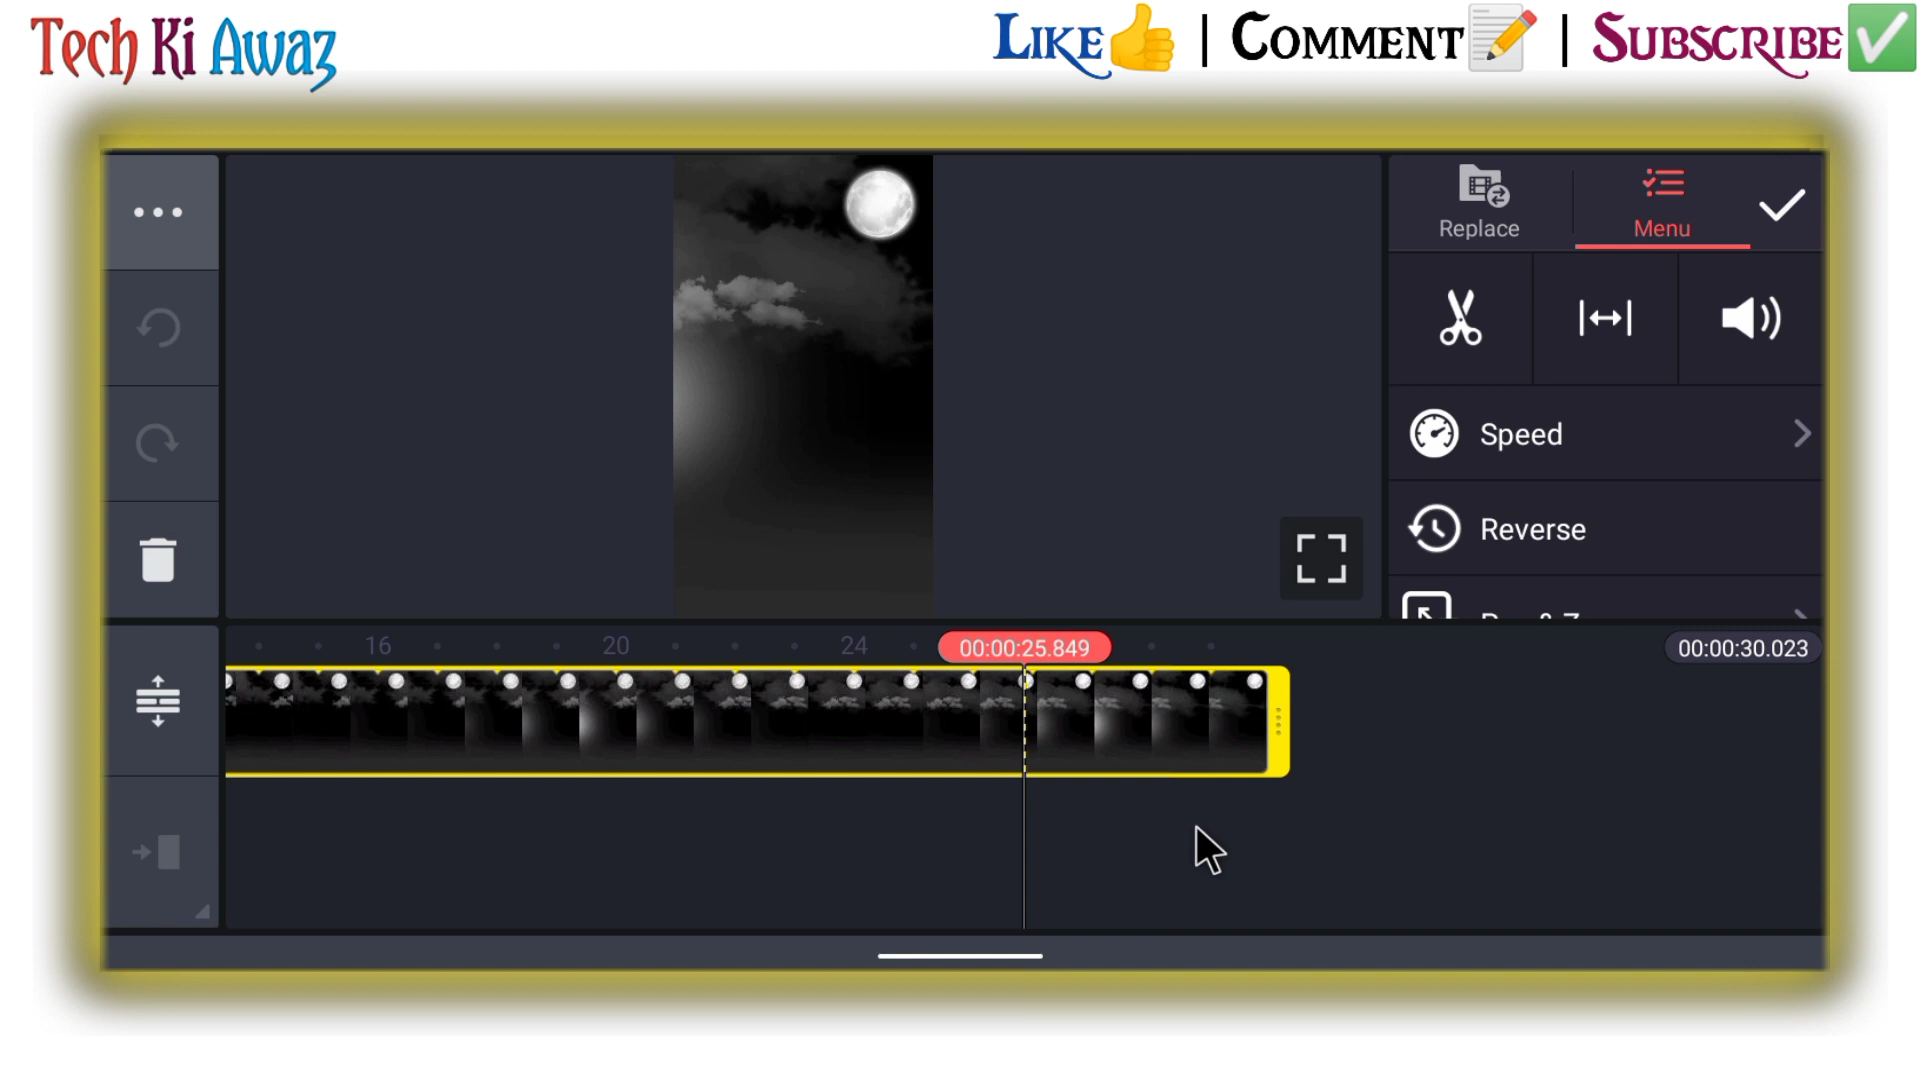 Tech Ki Awaz
Like | Comment | Subscribe
Replace
Menu
Speed
Reverse
16
20
24
00:00:25.849
00:00:30.023